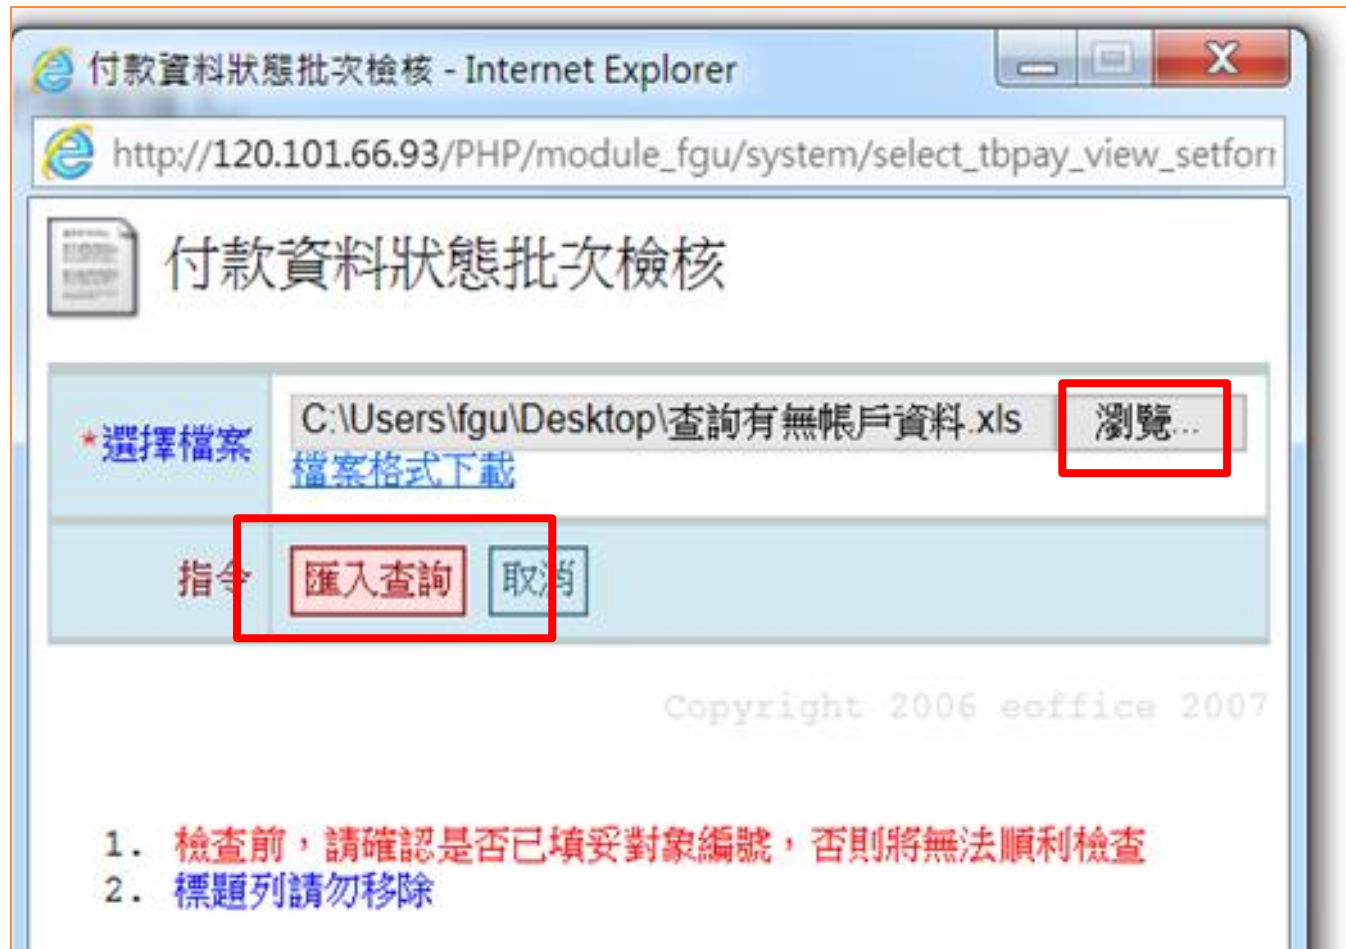 付款資料狀態批次檢核 - Internet Explorer
X
http://120.101.66.93/PHP/module_fgu/system/select_tbpay_view_setforr
付款資料狀態批次檢核
*選擇檔案
C:\Users\fgu\Desktop\查詢有無帳戶資料.xls
瀏覽...
檔案格式下載
指令 匯入查詢 取消
Copyright 2006 eoffice 2007
1. 檢查前，請確認是否已填妥對象編號，否則將無法順利檢查
2. 標題列請勿移除